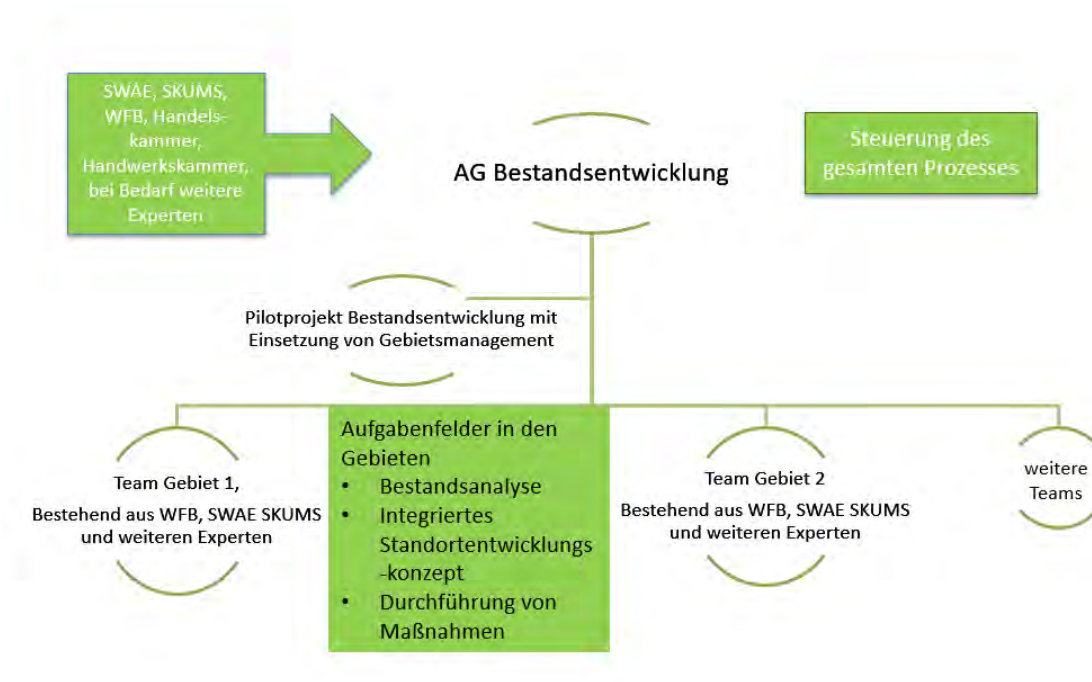 SWAE, SKUMS,
WFB, Handels-
kammer,
Handwerkskammer,
bei Bedarf weitere
Experten
AG Bestandsentwicklung
Steuerung des
gesamten Prozesses
Pilotprojekt Bestandsentwicklung mit
Einsetzung von Gebietsmanagement
Team Gebiet 1,
Bestehend aus WFB, SWAE SKUMS
und weiteren Experten
Aufgabenfelder in den
Gebieten
• Bestandsanalyse
• Integriertes
Standortentwicklungs
-konzept
• Durchführung von
Maßnahmen
Team Gebiet 2
Bestehend aus WFB, SWAE SKUMS
und weiteren Experten
weitere
Teams